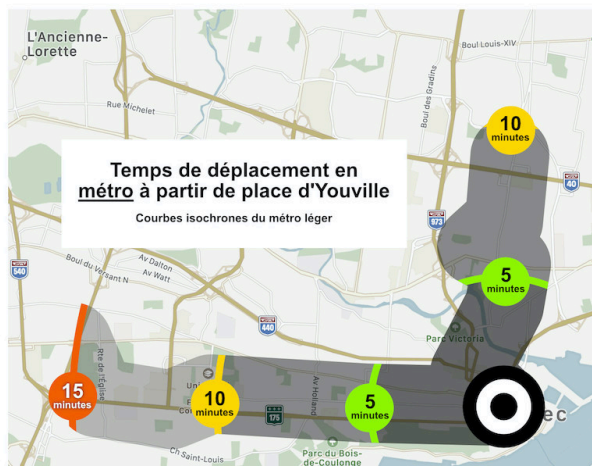 L'Ancienne-
Lorette
Boul Louis-XIV
Rue Michelet
Boul des Gradins
10
minutes
Temps de déplacement en
métro à partir de place d'Youville
Courbes isochrones du métro léger
40
973
540
Boul du Versant N
Av Dalton
Av Watt
5
minutes
440
Parc Victoria
Rte de l'Église
15
minutes
Uni
10
minutes
175
Av Holland
5
minutes
ec
Ch Saint-Louis
Parc du Bois-
de-Coulonge